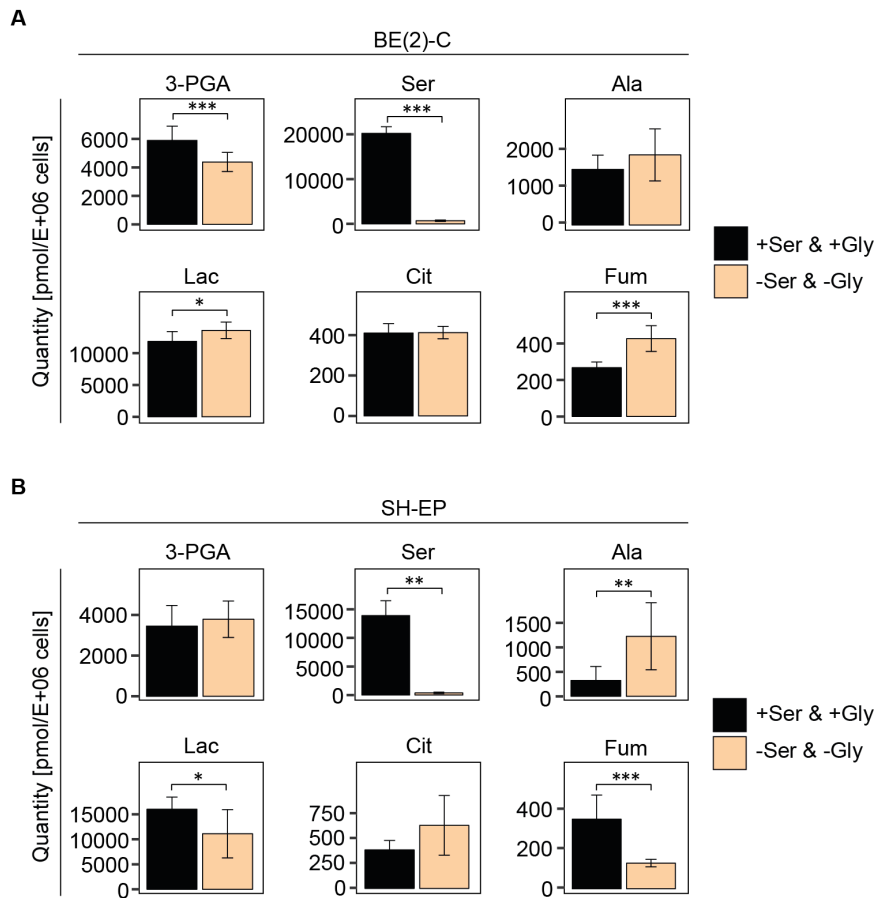 A
BE(2)-C
Quantity [pmol/E+06 cells]
3-PGA
***
6000
4000
2000
0
Ser
***
20000
10000
0
Ala
2000
1000
0
Lac
*
10000
5000
0
Cit
400
200
0
Fum
***
400
200
0
+Ser & +Gly
-Ser & -Gly
B
SH-EP
Quantity [pmol/E+06 cells]
3-PGA
4000
2000
0
Ser
**
15000
10000
5000
0
Ala
**
1500
1000
500
0
Lac
*
15000
10000
5000
0
Cit
750
500
250
0
Fum
***
400
200
0
+Ser & +Gly
-Ser & -Gly